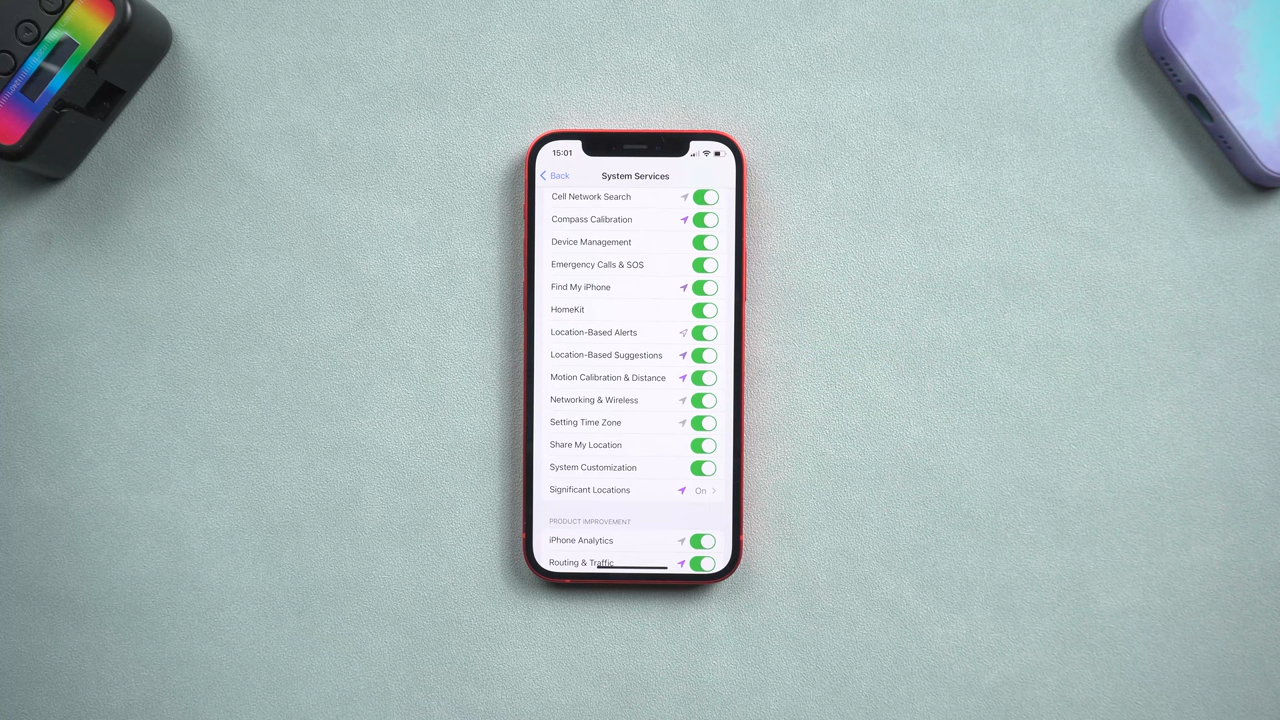 15:01
Back System Services
Cell Network Search
Compass Calibration
Device Management
Emergency Calls & SOS
Find My iPhone
HomeKit
Location-Based Alerts
Location-Based Suggestions
Motion Calibration & Distance
Networking & Wireless
Setting Time Zone
Share My Location
System Customization
Significant Locations On
PRODUCT IMPROVEMENT
iPhone Analytics
Routing & Traffic